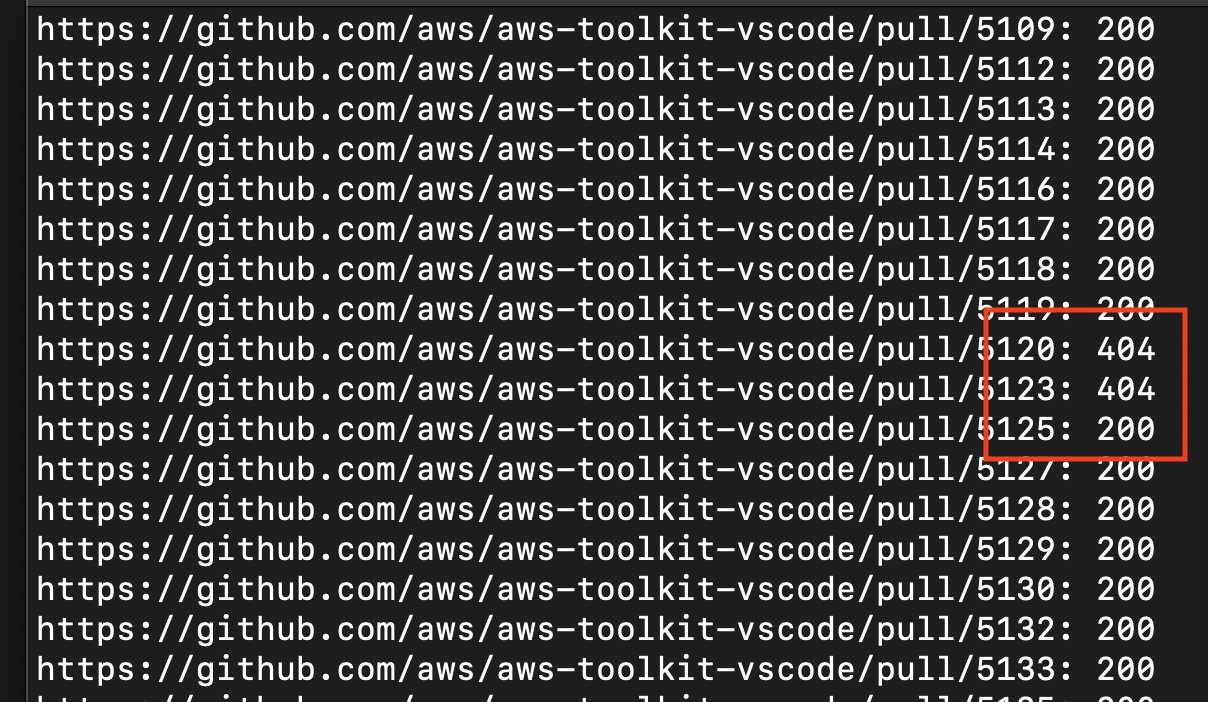 https://github.com/aws/aws-toolkit-vscode/pull/5109: 200
https://github.com/aws/aws-toolkit-vscode/pull/5112: 200
https://github.com/aws/aws-toolkit-vscode/pull/5113: 200
https://github.com/aws/aws-toolkit-vscode/pull/5114: 200
https://github.com/aws/aws-toolkit-vscode/pull/5116: 200
https://github.com/aws/aws-toolkit-vscode/pull/5117: 200
https://github.com/aws/aws-toolkit-vscode/pull/5118: 200
https://github.com/aws/aws-toolkit-vscode/pull/5119: 200
https://github.com/aws/aws-toolkit-vscode/pull/5120: 404
https://github.com/aws/aws-toolkit-vscode/pull/5123: 404
https://github.com/aws/aws-toolkit-vscode/pull/5125: 200
https://github.com/aws/aws-toolkit-vscode/pull/5127: 200
https://github.com/aws/aws-toolkit-vscode/pull/5128: 200
https://github.com/aws/aws-toolkit-vscode/pull/5129: 200
https://github.com/aws/aws-toolkit-vscode/pull/5130: 200
https://github.com/aws/aws-toolkit-vscode/pull/5132: 200
https://github.com/aws/aws-toolkit-vscode/pull/5133: 200